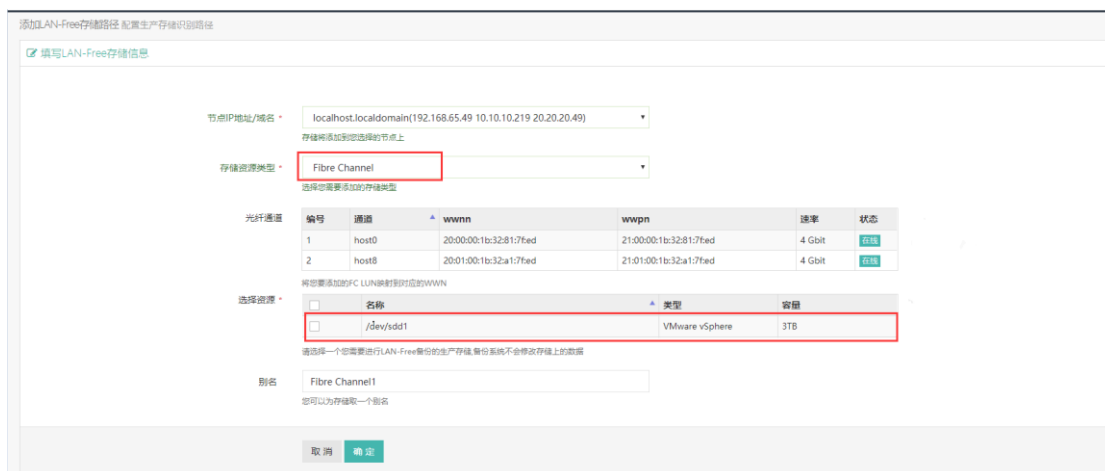 添加LAN-Free存储路径 配置生产存储识别路径
填写LAN-Free存储信息
节点IP地址/域名 * localhost.localdomain(192.168.65.49 10.10.10.219 20.20.20.49)
存储将添加到您选择的节点上
存储资源类型 * Fibre Channel
选择您需要添加的存储类型
光纤通道 编号 通道 wwnn wwpn 速率 状态
1 host0 20:00:00:1b:32:81:7f:ed 21:00:00:1b:32:81:7f:ed 4 Gbit 在线
2 host8 20:01:00:1b:32:a1:7f:ed 21:01:00:1b:32:a1:7f:ed 4 Gbit 在线
将您要添加的FC LUN映射到对应的WWN
选择资源 * 名称 类型 容量
/dev/sdd1 VMware vSphere 3TB
请选择一个您需要进行LAN-Free备份的生产存储,备份系统不会修改存储上的数据
别名 Fibre Channel1
您可以为存储取一个别名
取消 确定